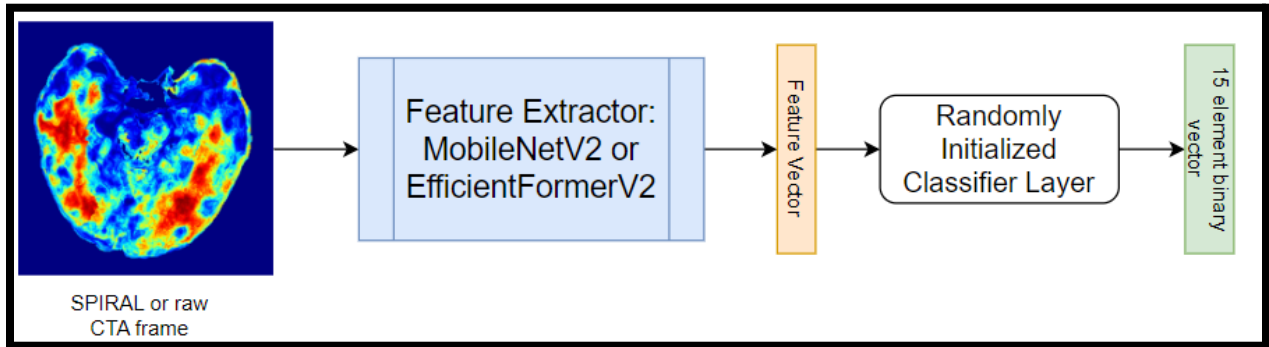 SPIRAL or raw
CTA frame
Feature Extractor:
MobileNetV2 or
EfficientFormerV2
Feature Vector
Randomly
Initialized
Classifier Layer
15 element binary
vector